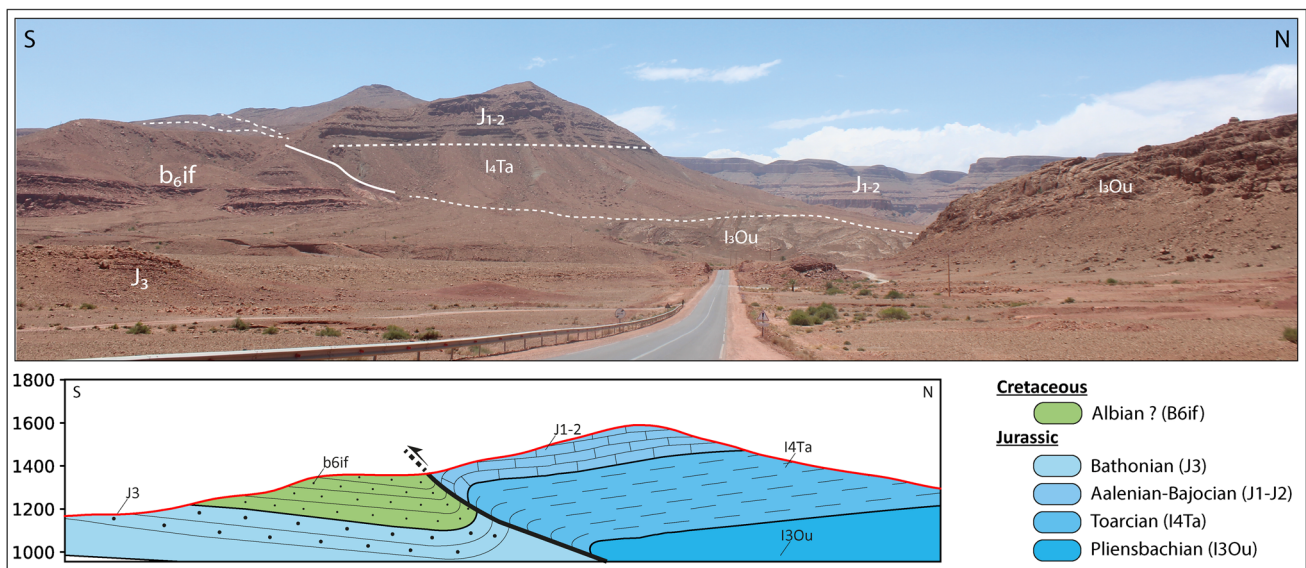 S
N
J1-2
b6if
I4Ta
J1-2
I3Ou
I3Ou
J3
1800
1600
1400
1200
1000
S
N
J1-2
I4Ta
b6if
J3
I3Ou
Cretaceous
Albian ? (B6if)
Jurassic
Bathonian (J3)
Aalenian-Bajocian (J1-J2)
Toarcian (I4Ta)
Pliensbachian (I3Ou)